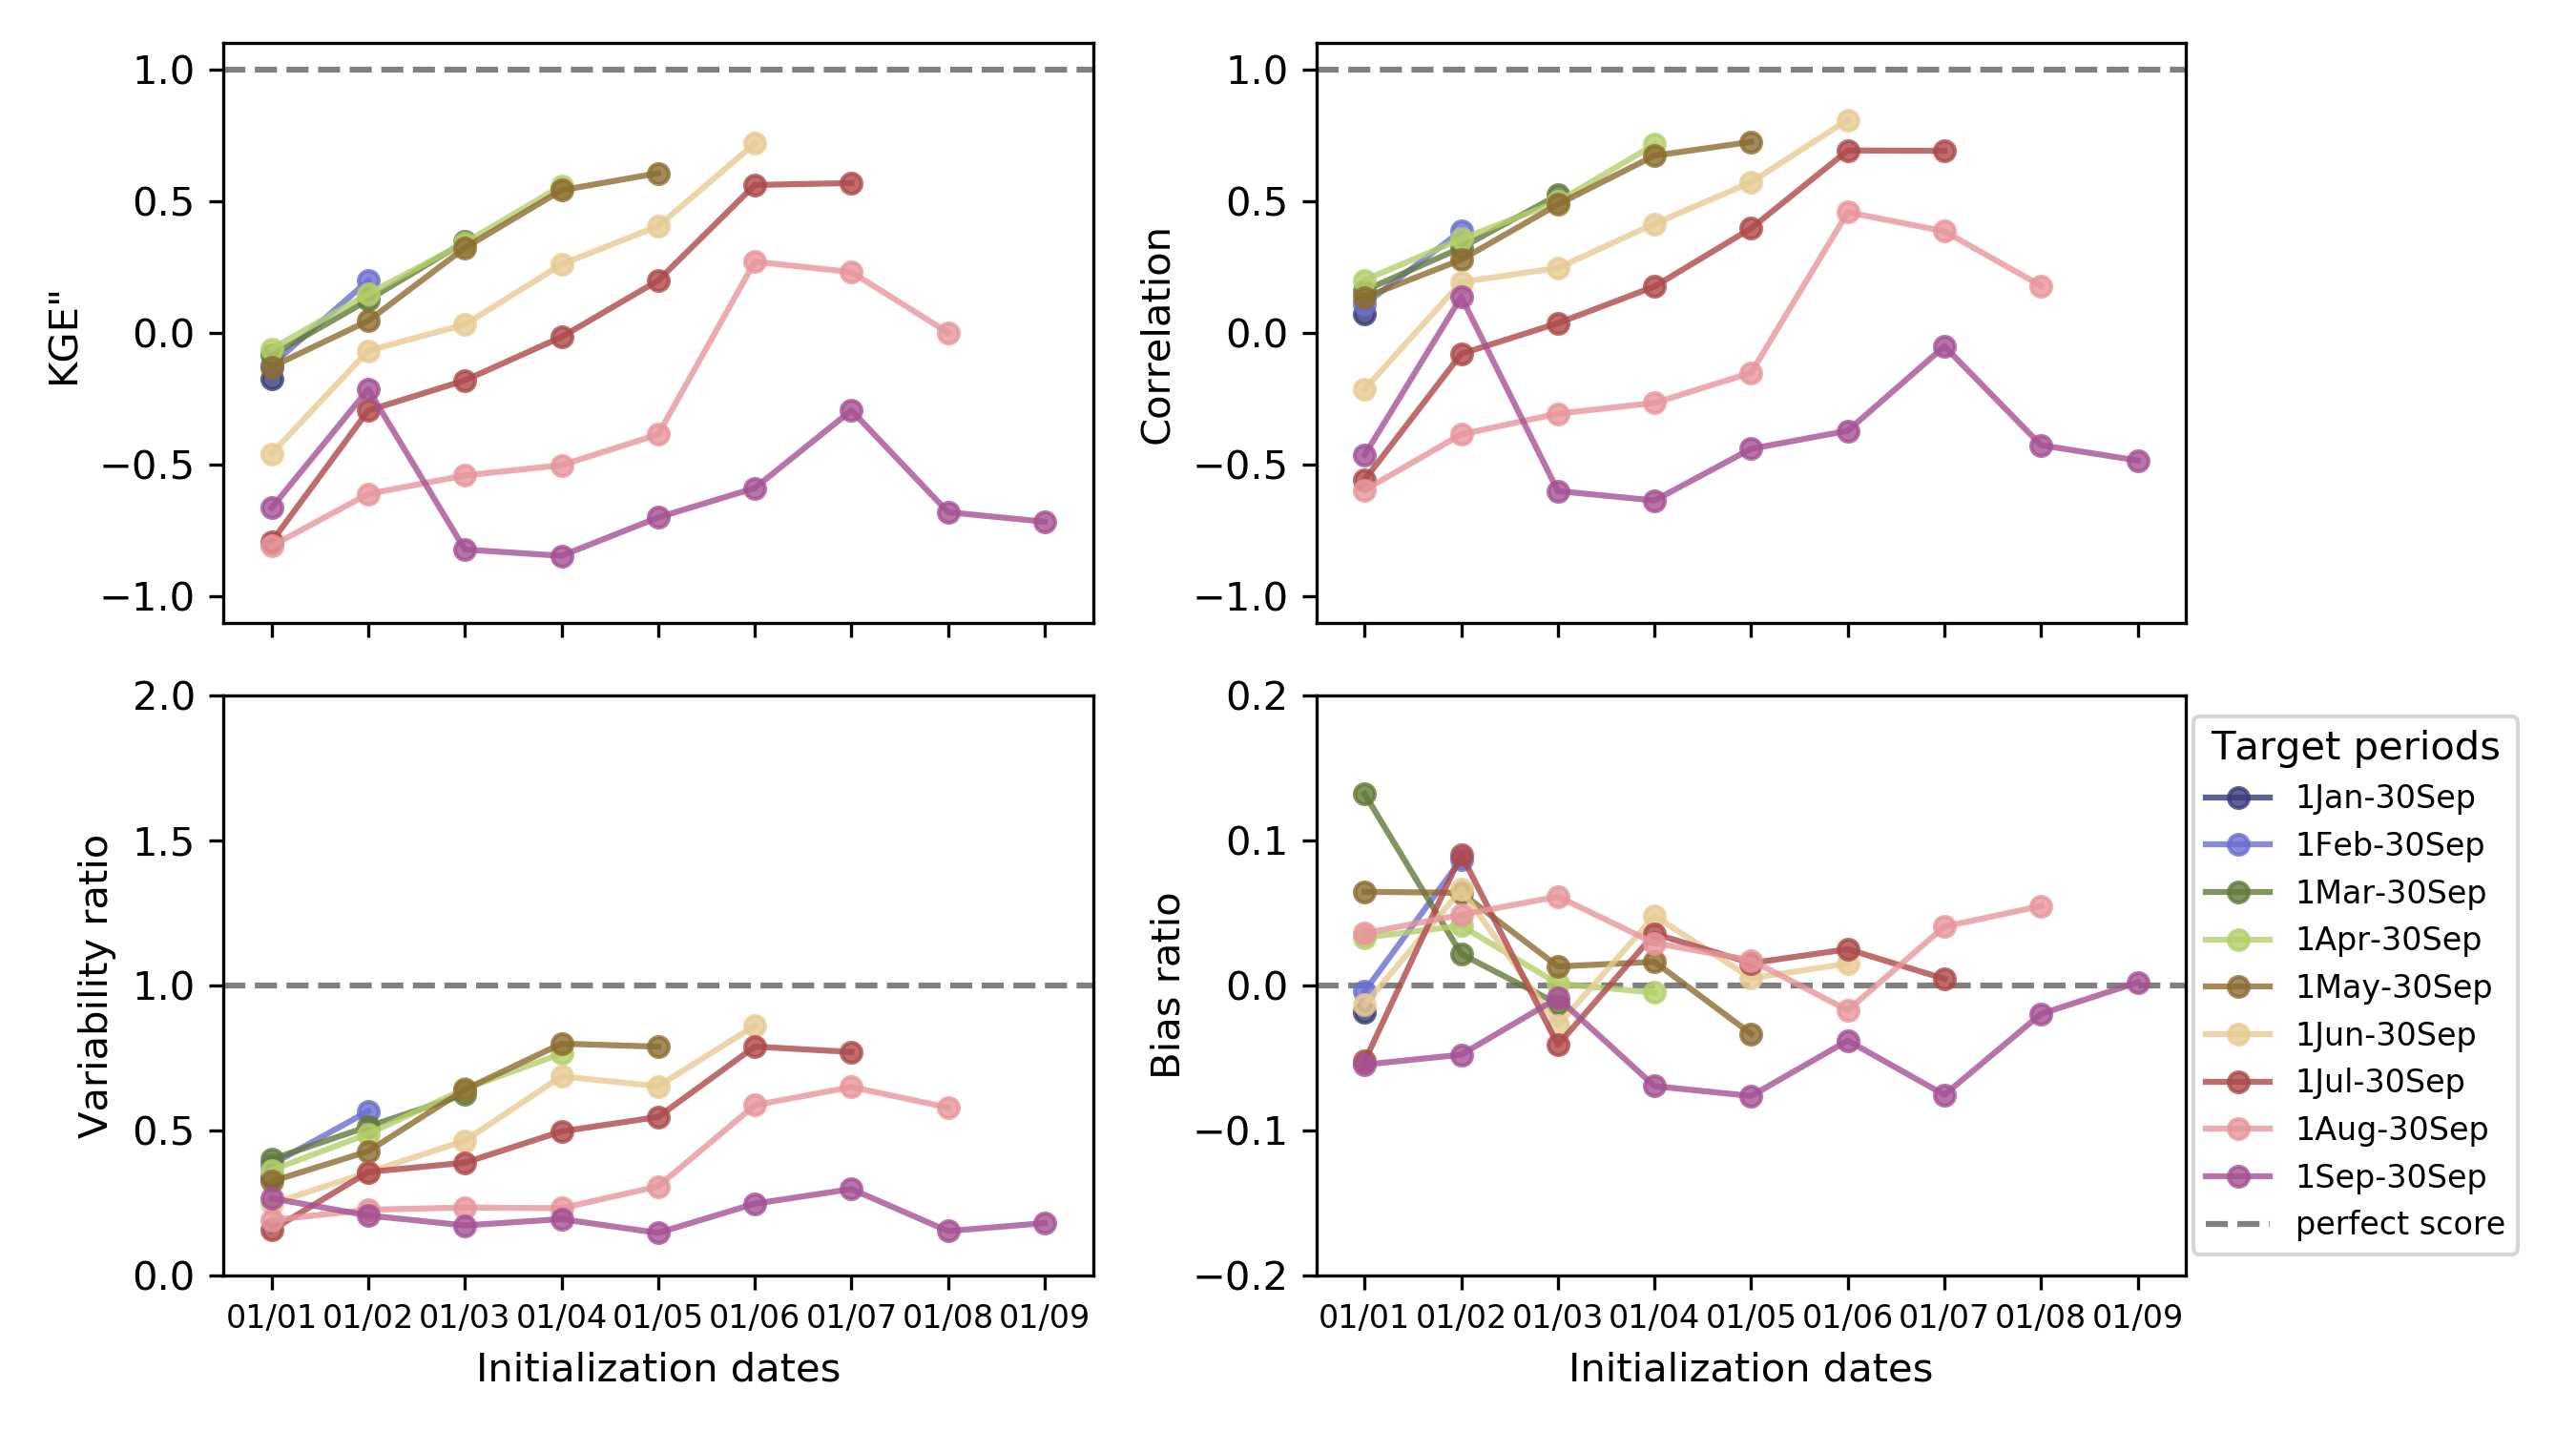 KGE"
1.0
0.5
0.0
−0.5
−1.0
Correlation
1.0
0.5
0.0
−0.5
−1.0
Variability ratio
2.0
1.5
1.0
0.5
0.0
01/01 01/02 01/03 01/04 01/05 01/06 01/07 01/08 01/09
Initialization dates
Bias ratio
0.2
0.1
0.0
−0.1
−0.2
01/01 01/02 01/03 01/04 01/05 01/06 01/07 01/08 01/09
Initialization dates
Target periods
1Jan-30Sep
1Feb-30Sep
1Mar-30Sep
1Apr-30Sep
1May-30Sep
1Jun-30Sep
1Jul-30Sep
1Aug-30Sep
1Sep-30Sep
perfect score